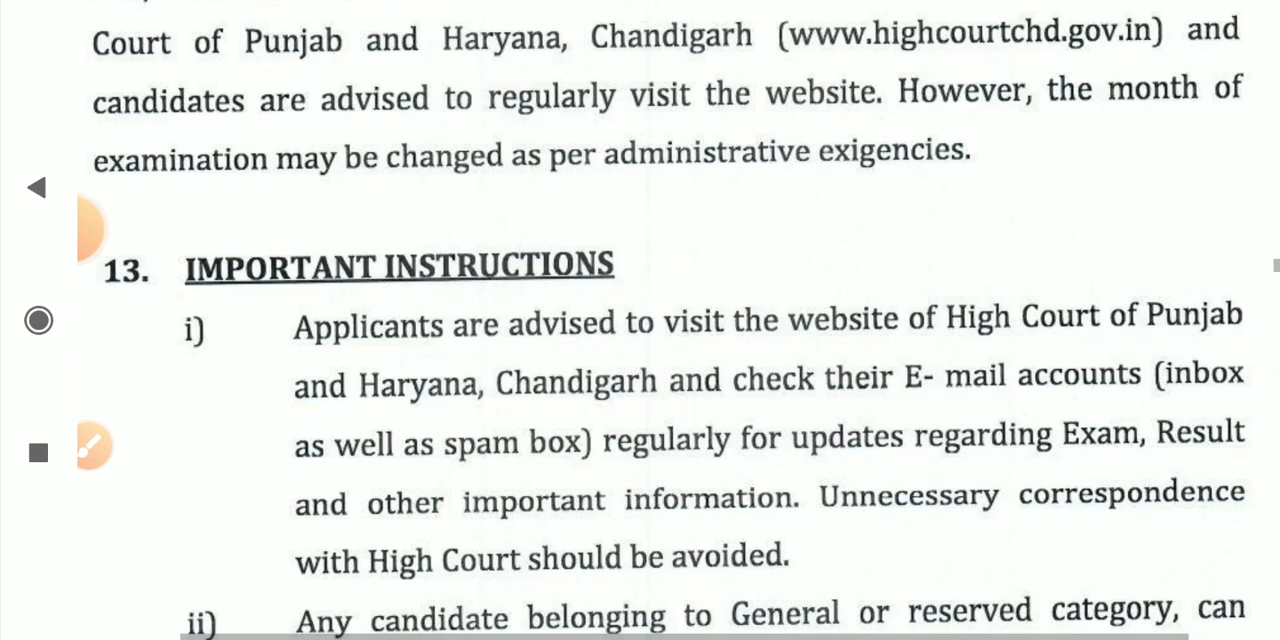 Court of Punjab and Haryana, Chandigarh (www.highcourtchd.gov.in) and
candidates are advised to regularly visit the website. However, the month of
examination may be changed as per administrative exigencies.
13. IMPORTANT INSTRUCTIONS
i) Applicants are advised to visit the website of High Court of Punjab
and Haryana, Chandigarh and check their E- mail accounts (inbox
as well as spam box) regularly for updates regarding Exam, Result
and other important information. Unnecessary correspondence
with High Court should be avoided.
ii) Any candidate belonging to General or reserved category, can